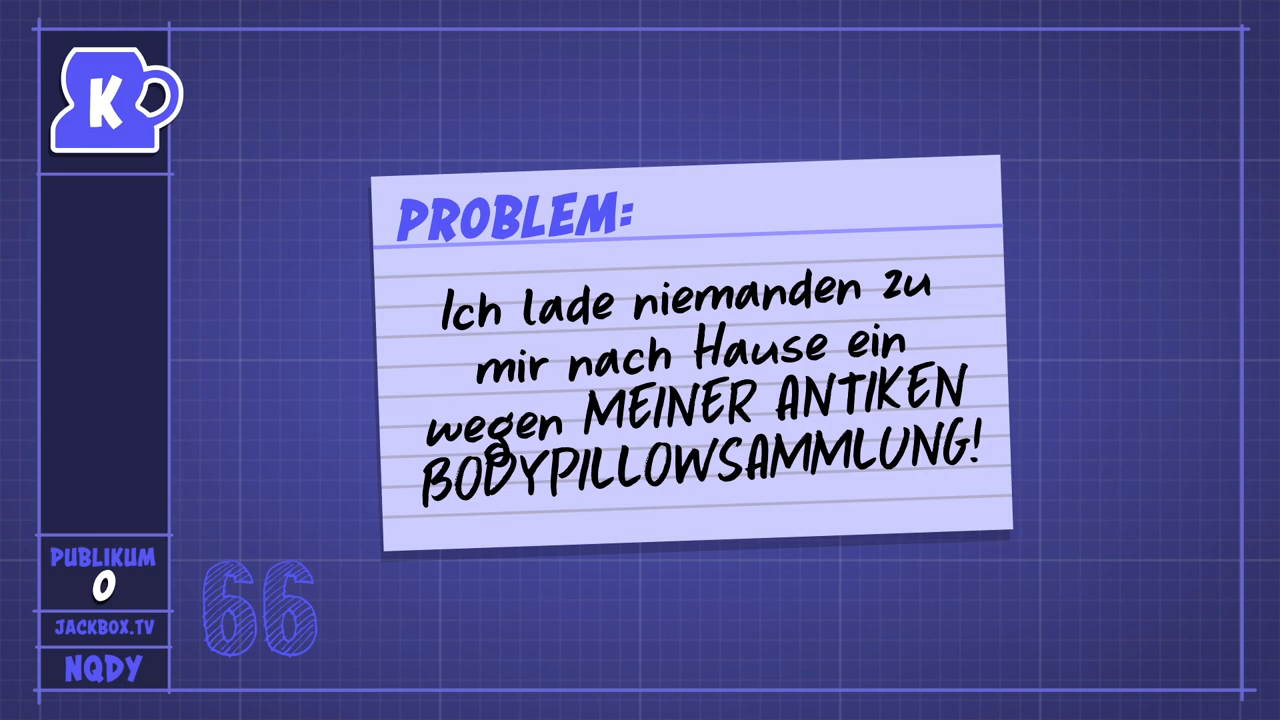 K
PROBLEM:
Ich lade niemanden zu
mir nach Hause ein
wegen MEINER ANTIKEN
BODYPILLOWSAMMLUNG!
PUBLIKUM
0
JACKBOX.TV
NQDY
66